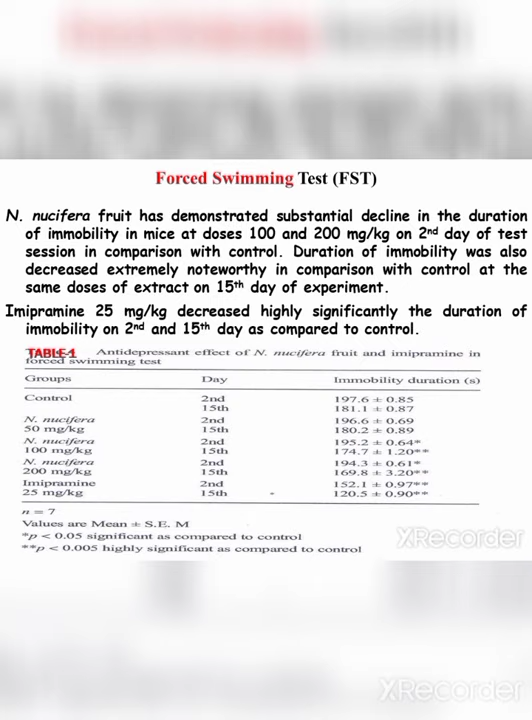 Forced Swimming Test (FST)
N. nucifera fruit has demonstrated substantial decline in the duration
of immobility in mice at doses 100 and 200 mg/kg on 2nd day of test
session in comparison with control. Duration of immobility was also
decreased extremely noteworthy in comparison with control at the
same doses of extract on 15th day of experiment.
Imipramine 25 mg/kg decreased highly significantly the duration of
immobility on 2nd and 15th day as compared to control.
TABLE 1 Antidepressant effect of N. nucifera fruit and imipramine in
forced swimming test
Groups Day Immobility duration (s)
Control 2nd 197.6 ± 0.85
15th 181.1 ± 0.87
N. nucifera 2nd 196.6 ± 0.69
50 mg/kg 15th 180.2 ± 0.89
N. nucifera 2nd 195.2 ± 0.64*
100 mg/kg 15th 174.7 ± 1.20**
N. nucifera 2nd 194.3 ± 0.61*
200 mg/kg 15th 169.8 ± 3.20**
Imipramine 2nd 152.1 ± 0.97**
25 mg/kg 15th 120.5 ± 0.90**
n = 7
Values are Mean ± S.E. M
*p < 0.05 significant as compared to control
**p < 0.005 highly significant as compared to control
XRecorder
XRecorder